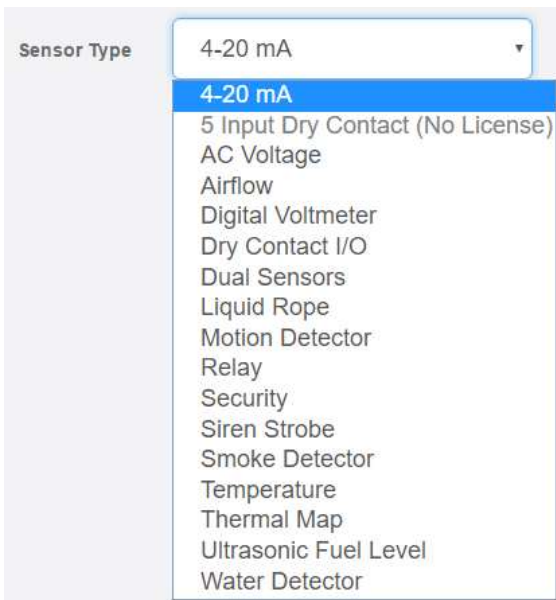 Sensor Type 4-20 mA
4-20 mA
5 Input Dry Contact (No License)
AC Voltage
Airflow
Digital Voltmeter
Dry Contact I/O
Dual Sensors
Liquid Rope
Motion Detector
Relay
Security
Siren Strobe
Smoke Detector
Temperature
Thermal Map
Ultrasonic Fuel Level
Water Detector